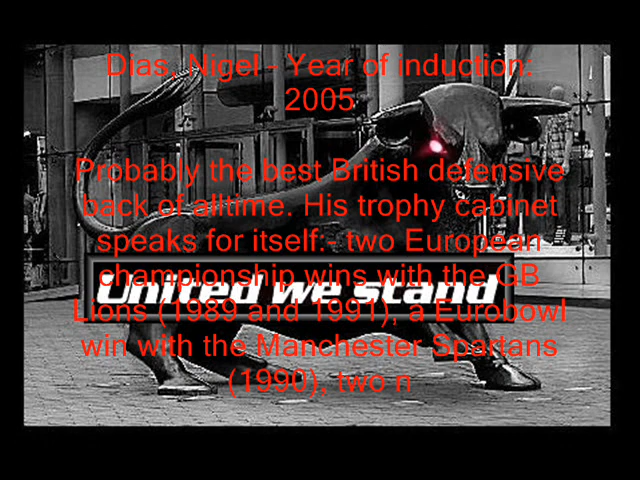 Dias, Nigel - Year of induction:
2005
Probably the best British defensive
back of alltime. His trophy cabinet
speaks for itself.- two European
championship wins with the GB
United we stand
Lions (1989 and 1991), a Eurobowl
win with the Manchester Spartans
(1990), two n